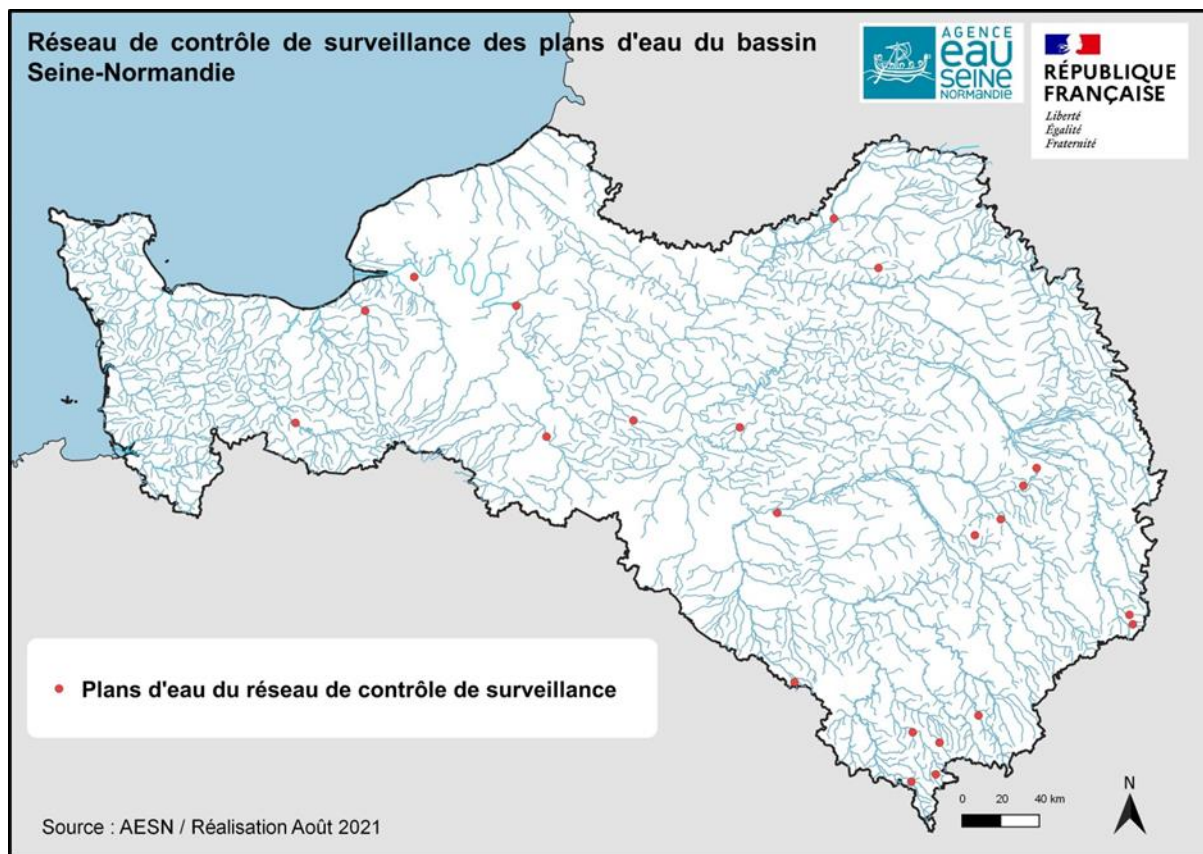 Réseau de contrôle de surveillance des plans d'eau du bassin
Seine-Normandie
AGENCE
eau
SEINE
NORMANDIE
RÉPUBLIQUE
FRANÇAISE
Liberté
Égalité
Fraternité
Plans d'eau du réseau de contrôle de surveillance
Source : AESN / Réalisation Août 2021
0 20 40 km
N